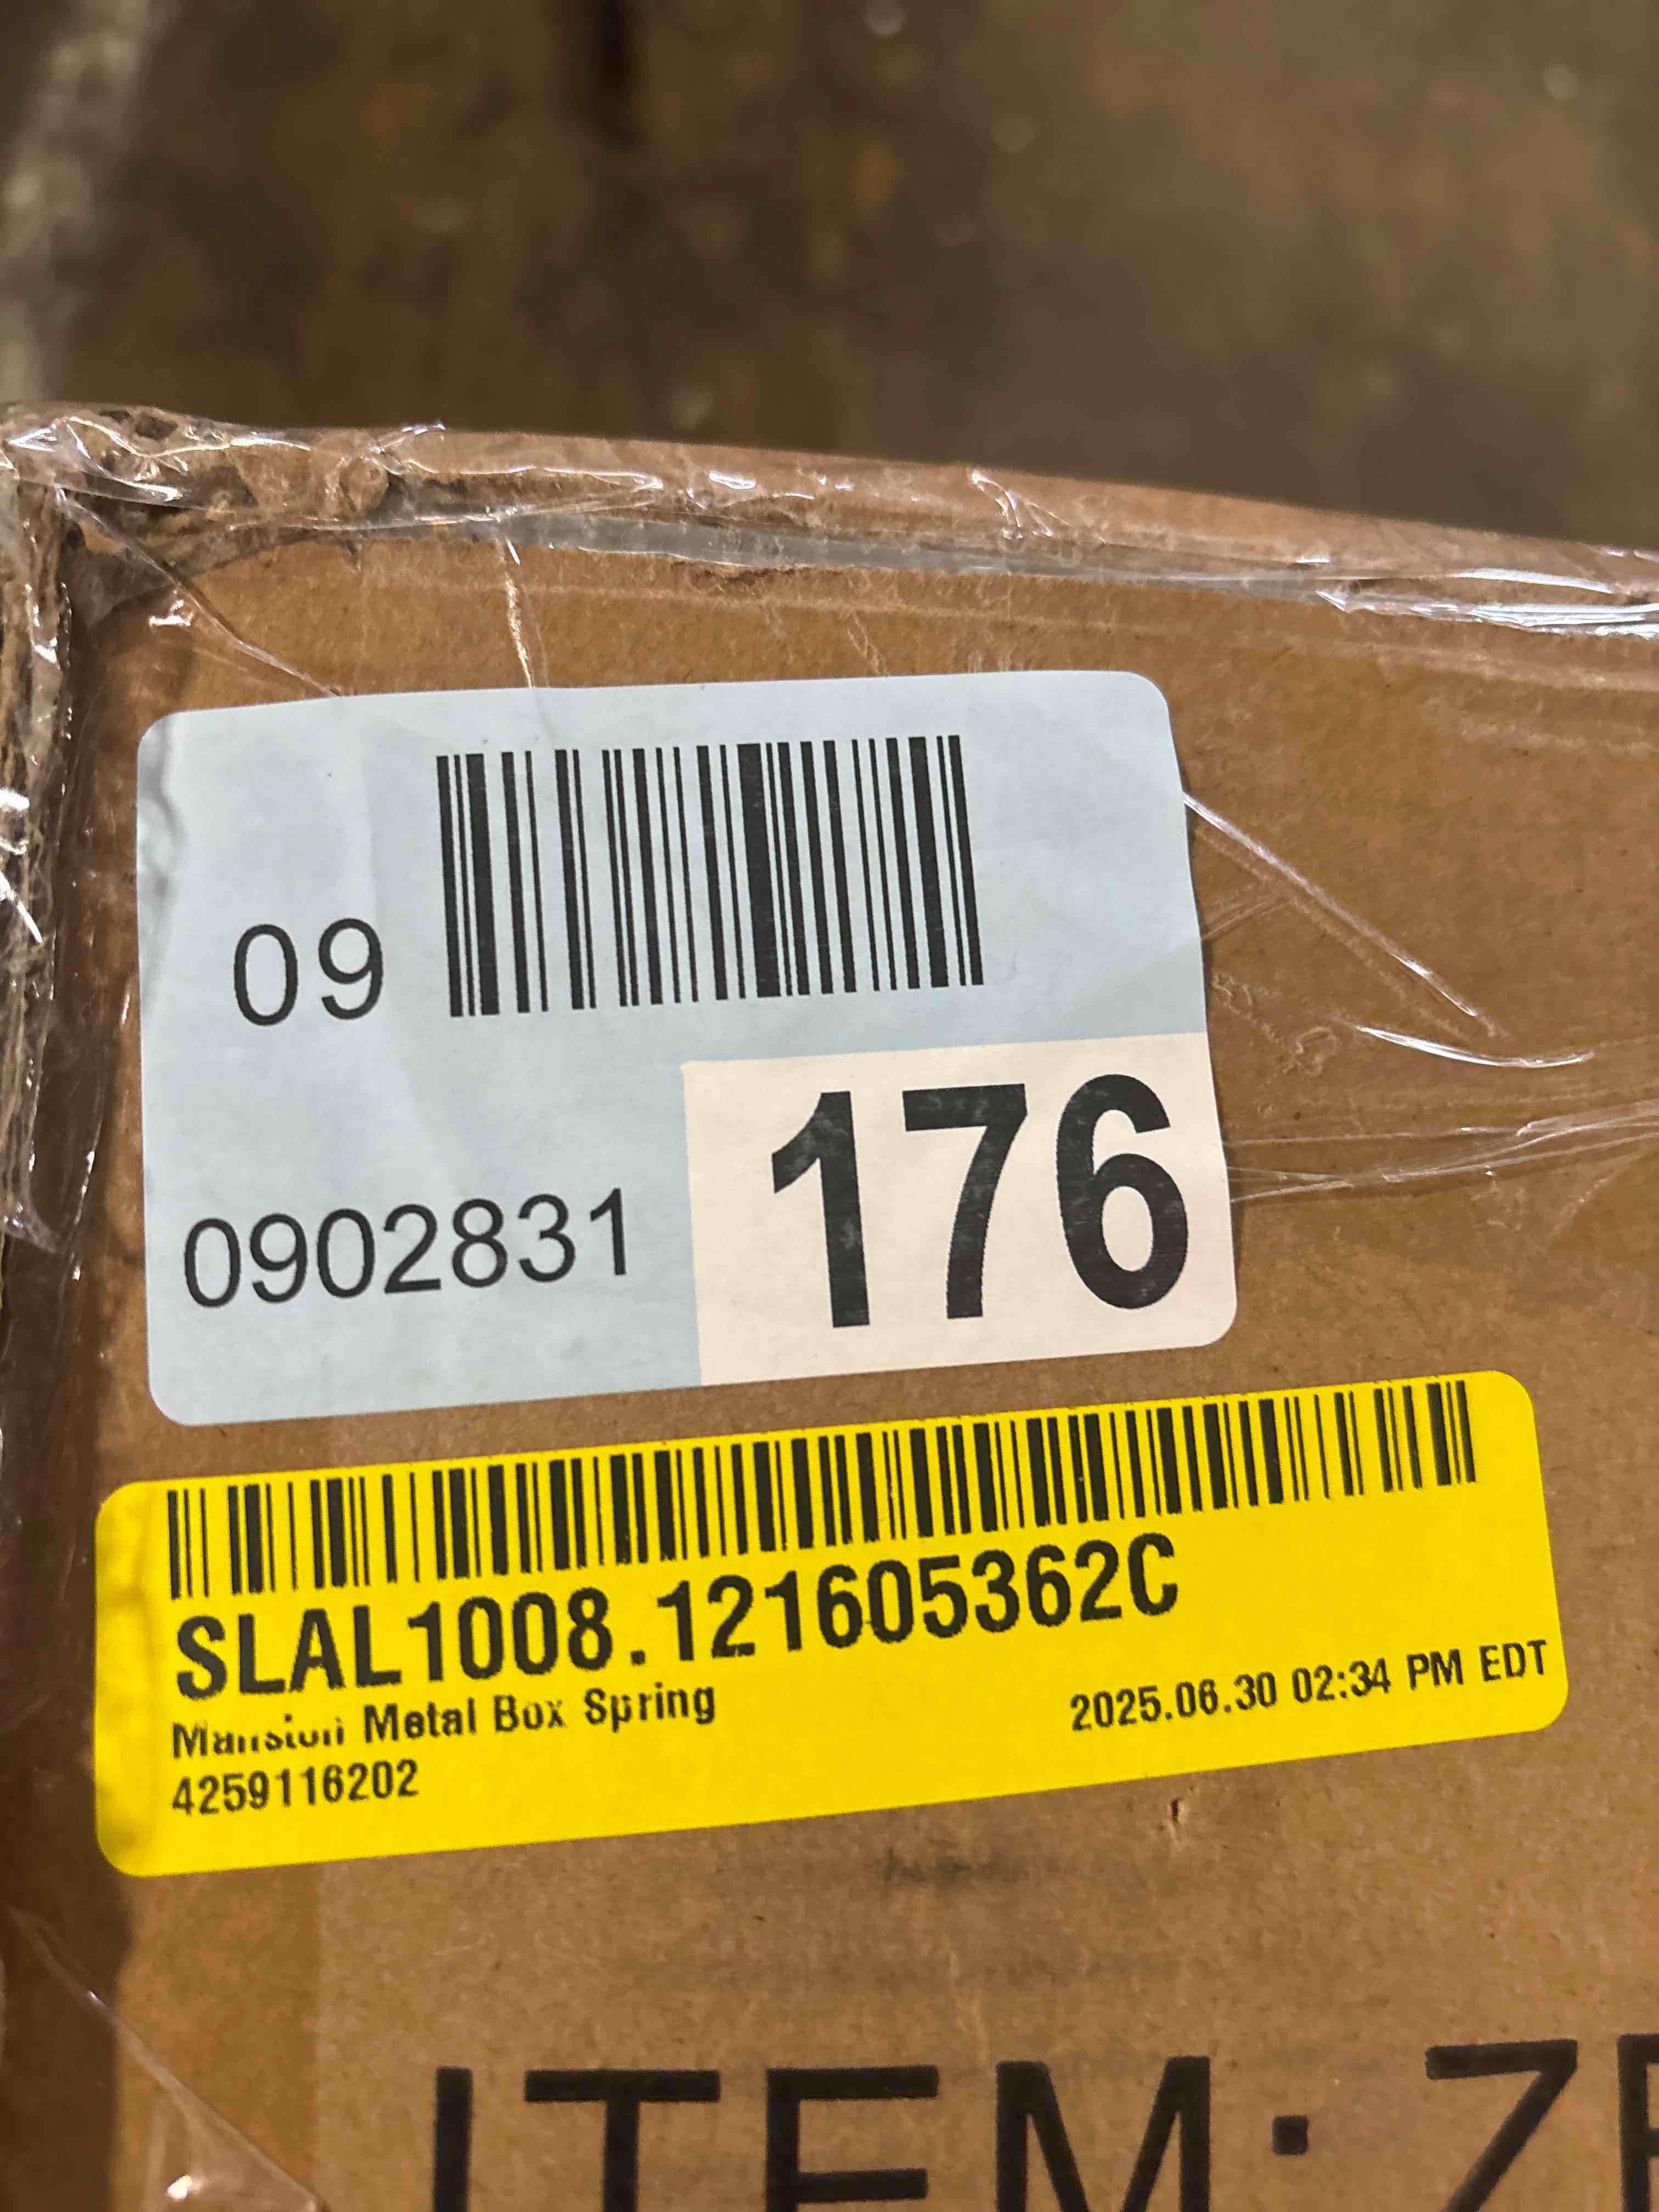 09
0902831
176
SLAL1008.121605362C
Mansion Metal Box Spring
2025.06.30 02:34 PM EDT
4259116202
ITEM: